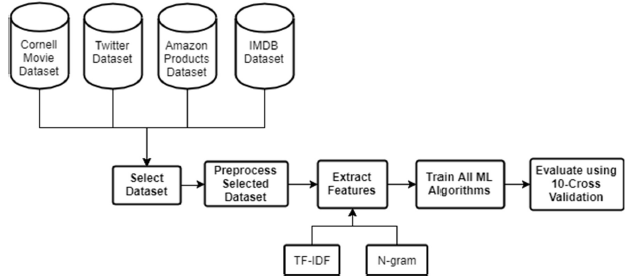 Cornell
Movie
Dataset
Twitter
Dataset
Amazon
Products
Dataset
IMDB
Dataset
Select
Dataset
Preprocess
Selected
Dataset
Extract
Features
Train All ML
Algorithms
Evaluate using
10-Cross
Validation
TF-IDF
N-gram